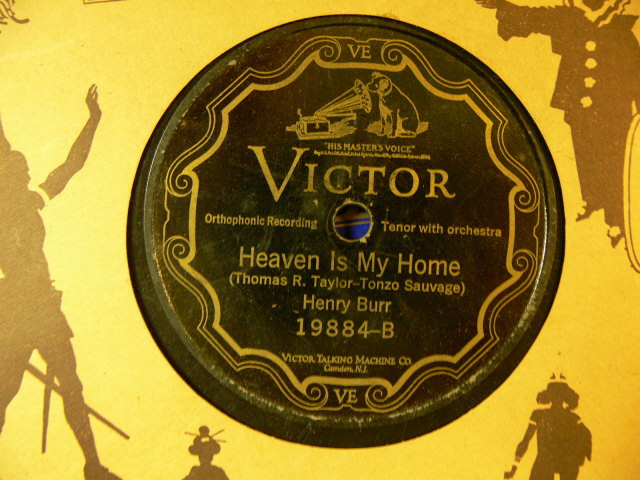 VE
"HIS MASTER'S VOICE"
VICTOR
Orthophonic Recording
Tenor with orchestra
Heaven Is My Home
(Thomas R. Taylor-Tonzo Sauvage)
Henry Burr
19884-B
VICTOR TALKING MACHINE CO.
Camden, N.J.
VE